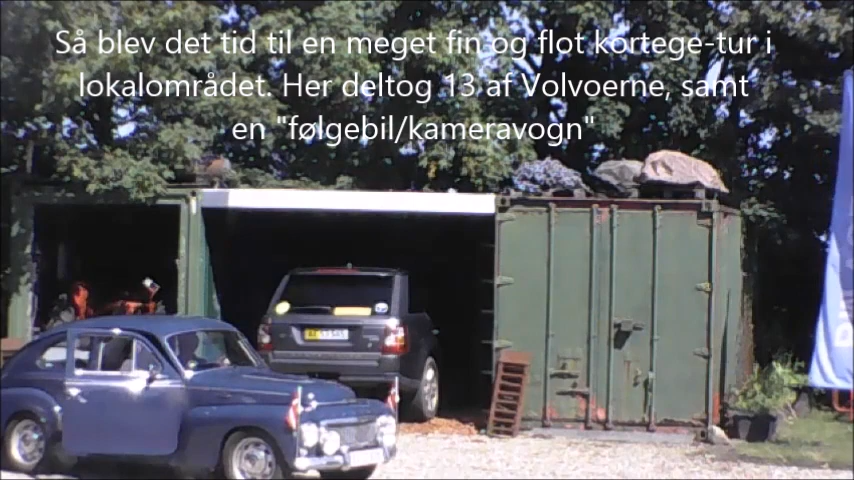 Så blev det tid til en meget fin og flot kortege-tur i
lokalområdet. Her deltog 13 af Volvoerne, samt
en "følgebil/kameravogn"